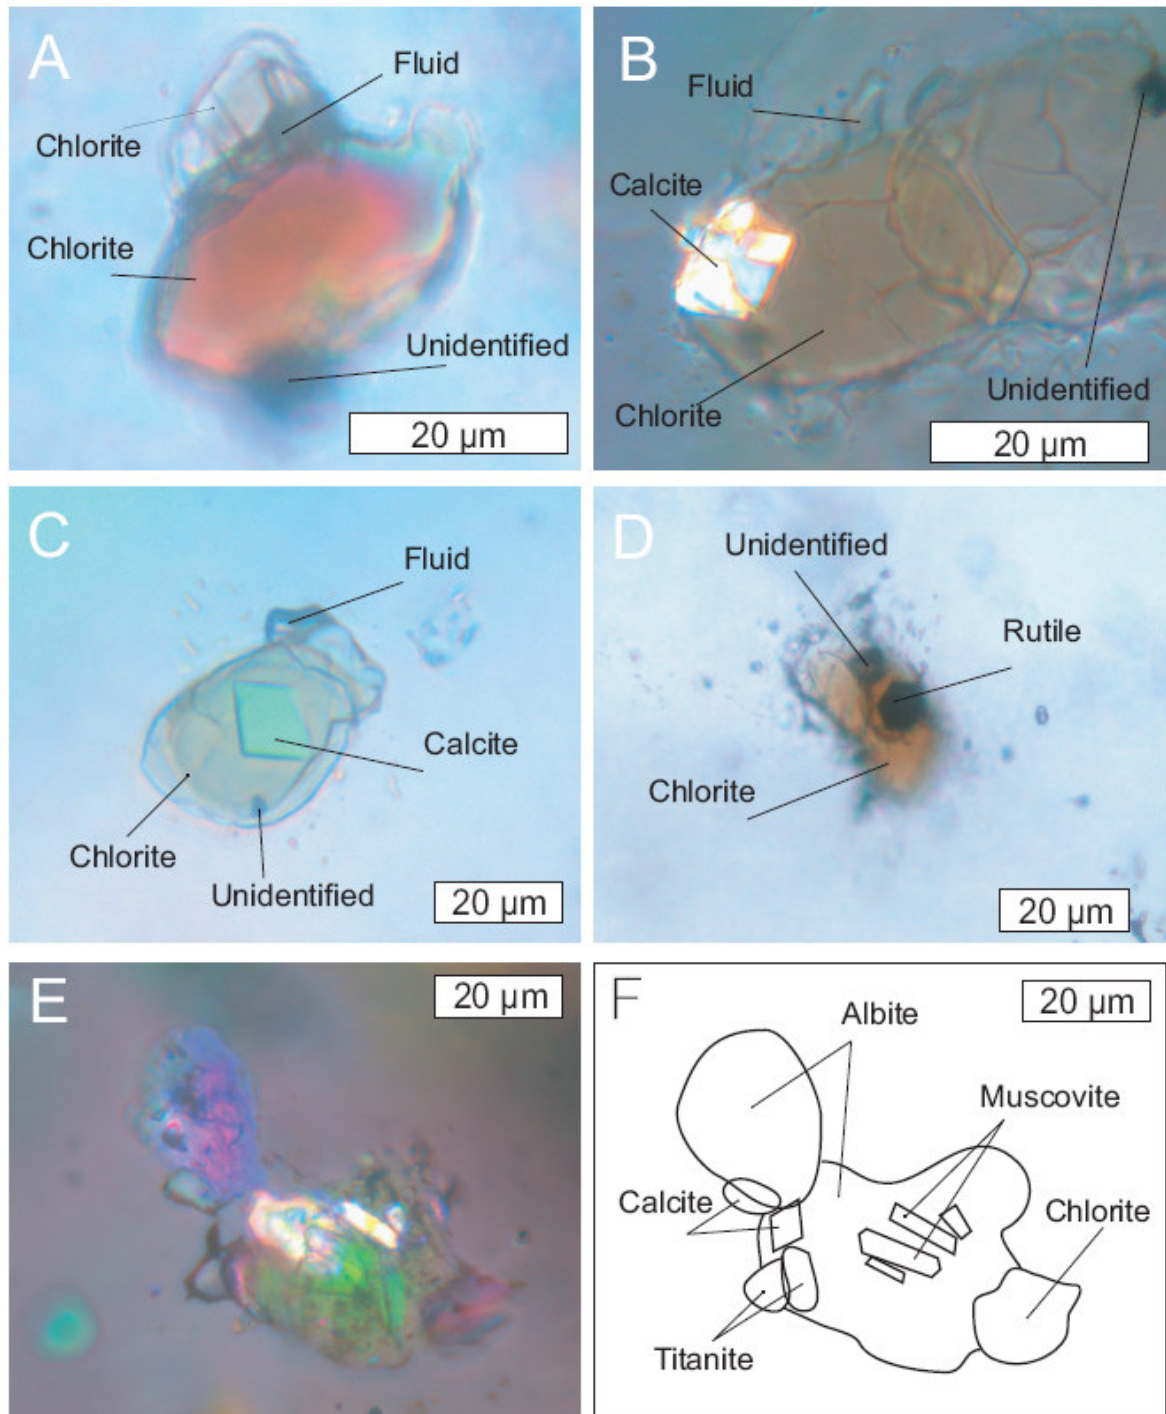 A
Fluid
Chlorite
Chlorite
Unidentified
20 µm
B
Fluid
Calcite
Chlorite
Unidentified
20 µm
C
Fluid
Calcite
Chlorite
Unidentified
20 µm
D
Unidentified
Rutile
Chlorite
20 µm
E
20 µm
F
20 µm
Albite
Muscovite
Calcite
Chlorite
Titanite